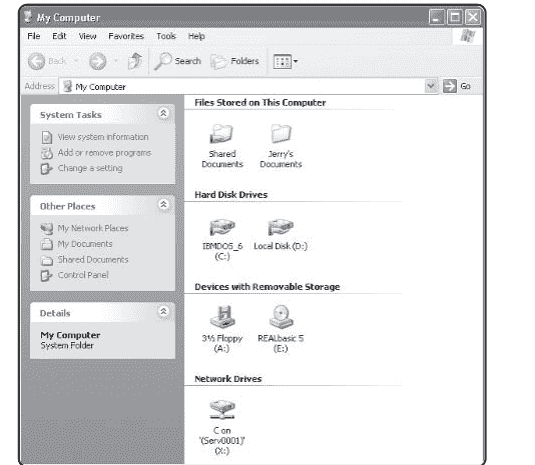 My Computer
File Edit View Favorites Tools Help
Back Search Folders
Address My Computer Go
System Tasks
View system information
Add or remove programs
Change a setting
Other Places
My Network Places
My Documents
Shared Documents
Control Panel
Details
My Computer
System Folder
Files Stored on This Computer
Shared Documents
Jerry's Documents
Hard Disk Drives
IBMDOS_6 (C:)
Local Disk (D:)
Devices with Removable Storage
3½ Floppy (A:)
REALbasic 5 (E:)
Network Drives
C on
'(Serv0001)'
(X:)